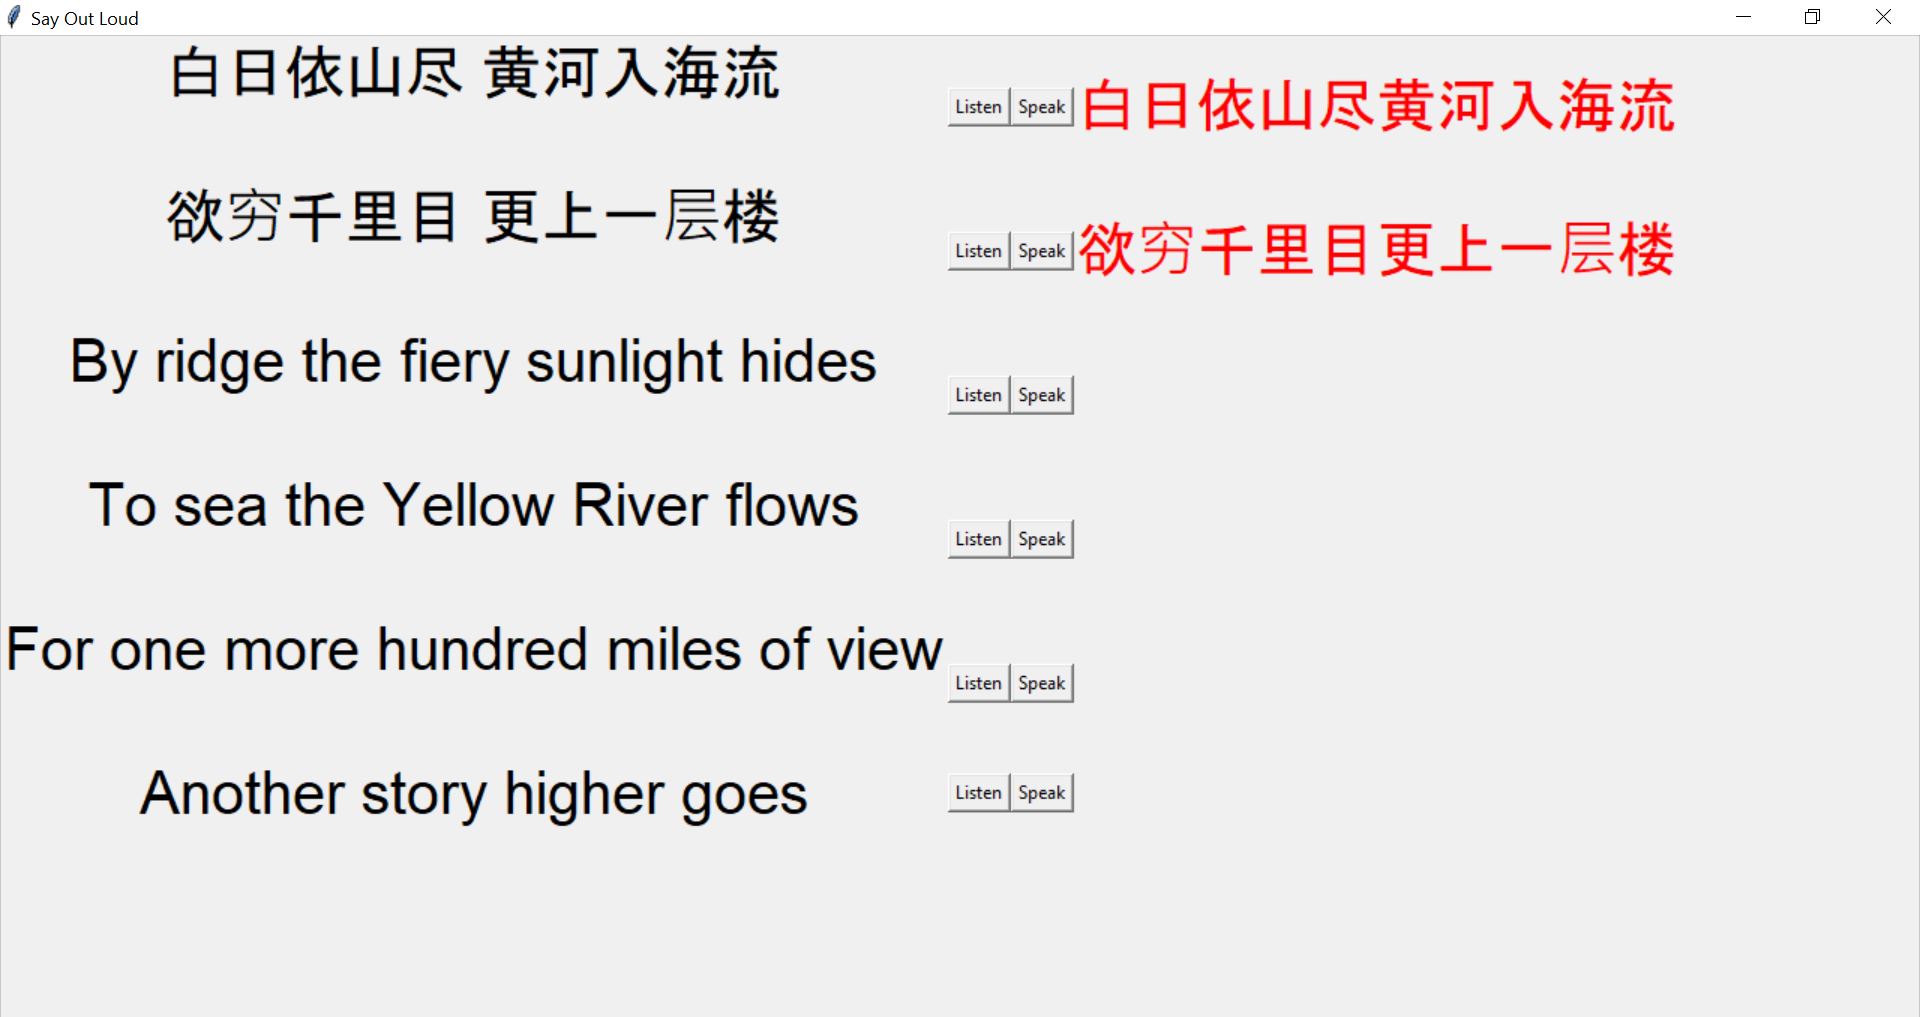 Say Out Loud
白日依山尽 黄河入海流
Listen Speak 白日依山尽黄河入海流
欲穷千里目 更上一层楼
Listen Speak 欲穷千里目更上一层楼
By ridge the fiery sunlight hides
Listen Speak
To sea the Yellow River flows
Listen Speak
For one more hundred miles of view
Listen Speak
Another story higher goes
Listen Speak